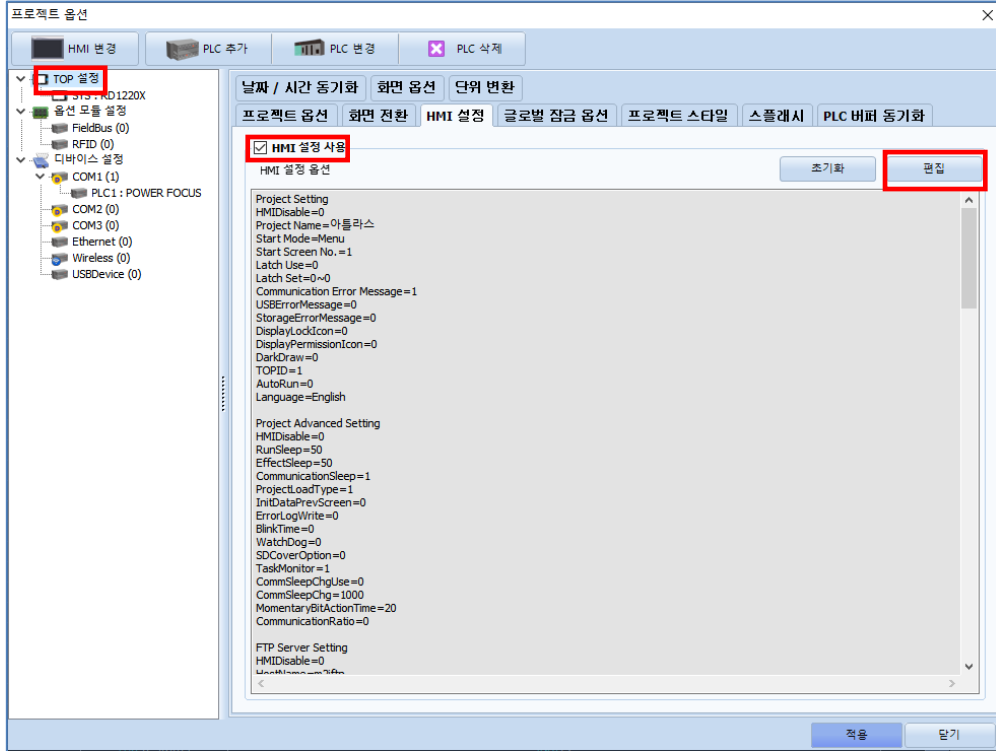 프로젝트 옵션
HMI 변경
PLC 추가
PLC 변경
PLC 삭제
TOP 설정
SYS : RD1220X
옵션 모듈 설정
FieldBus (0)
RFID (0)
디바이스 설정
COM1 (1)
PLC1 : POWER FOCUS
COM2 (0)
COM3 (0)
Ethernet (0)
Wireless (0)
USBDevice (0)
날짜 / 시간 동기화 화면 옵션 단위 변환
프로젝트 옵션 화면 전환 HMI 설정 글로벌 잠금 옵션 프로젝트 스타일 스플래시 PLC 버퍼 동기화
HMI 설정 사용
HMI 설정 옵션
초기화
편집
Project Setting
HMIDisable=0
Project Name=아틀라스
Start Mode=Menu
Start Screen No.=1
Latch Use=0
Latch Set=0~0
Communication Error Message=1
USBErrorMessage=0
StorageErrorMessage=0
DisplayLockIcon=0
DisplayPermissionIcon=0
DarkDraw=0
TOPID=1
AutoRun=0
Language=English
Project Advanced Setting
HMIDisable=0
RunSleep=50
EffectSleep=50
CommunicationSleep=1
ProjectLoadType=1
InitDataPrevScreen=0
ErrorLogWrite=0
BlinkTime=0
WatchDog=0
SDCoverOption=0
TaskMonitor=1
CommSleepChgUse=0
CommSleepChg=1000
MomentaryBitActionTime=20
CommunicationRatio=0
FTP Server Setting
HMIDisable=0
HostName=m2iftp
적용
닫기